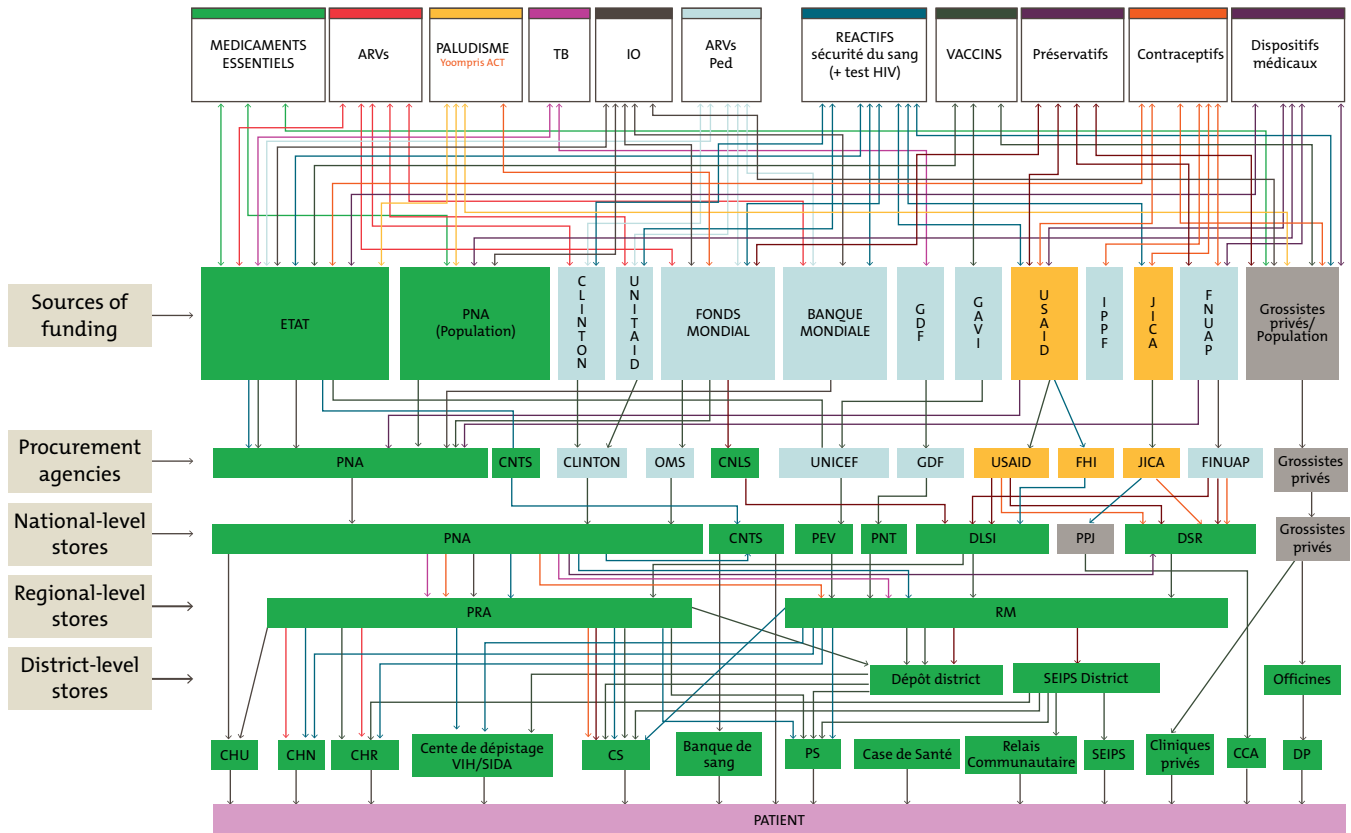 MEDICAMENTS
ESSENTIELS
ARVs
PALUDISME
Yoompris ACT
TB
IO
ARVs
Ped
REACTIFS
sécurité du sang
(+ test HIV)
VACCINS
Préservatifs
Contraceptifs
Dispositifs
médicaux
Sources of
funding
ETAT
PNA
(Population)
CLINTON
UNITAID
FONDS
MONDIAL
BANQUE
MONDIALE
GDF
GAVI
USAID
IPPF
JICA
FNUAP
Grossistes
privés/
Population
Procurement
agencies
PNA
CNTS
CLINTON
OMS
CNLS
UNICEF
GDF
USAID
FHI
JICA
FINUAP
Grossistes
privés
National-level
stores
PNA
CNTS
PEV
PNT
DLSI
PPJ
DSR
Grossistes
privés
Regional-level
stores
PRA
RM
District-level
stores
Dépôt district
SEIPS District
Officines
CHU
CHN
CHR
Cente de dépistage
VIH/SIDA
CS
Banque de
sang
PS
Case de Santé
Relais
Communautaire
SEIPS
Cliniques
privés
CCA
DP
PATIENT